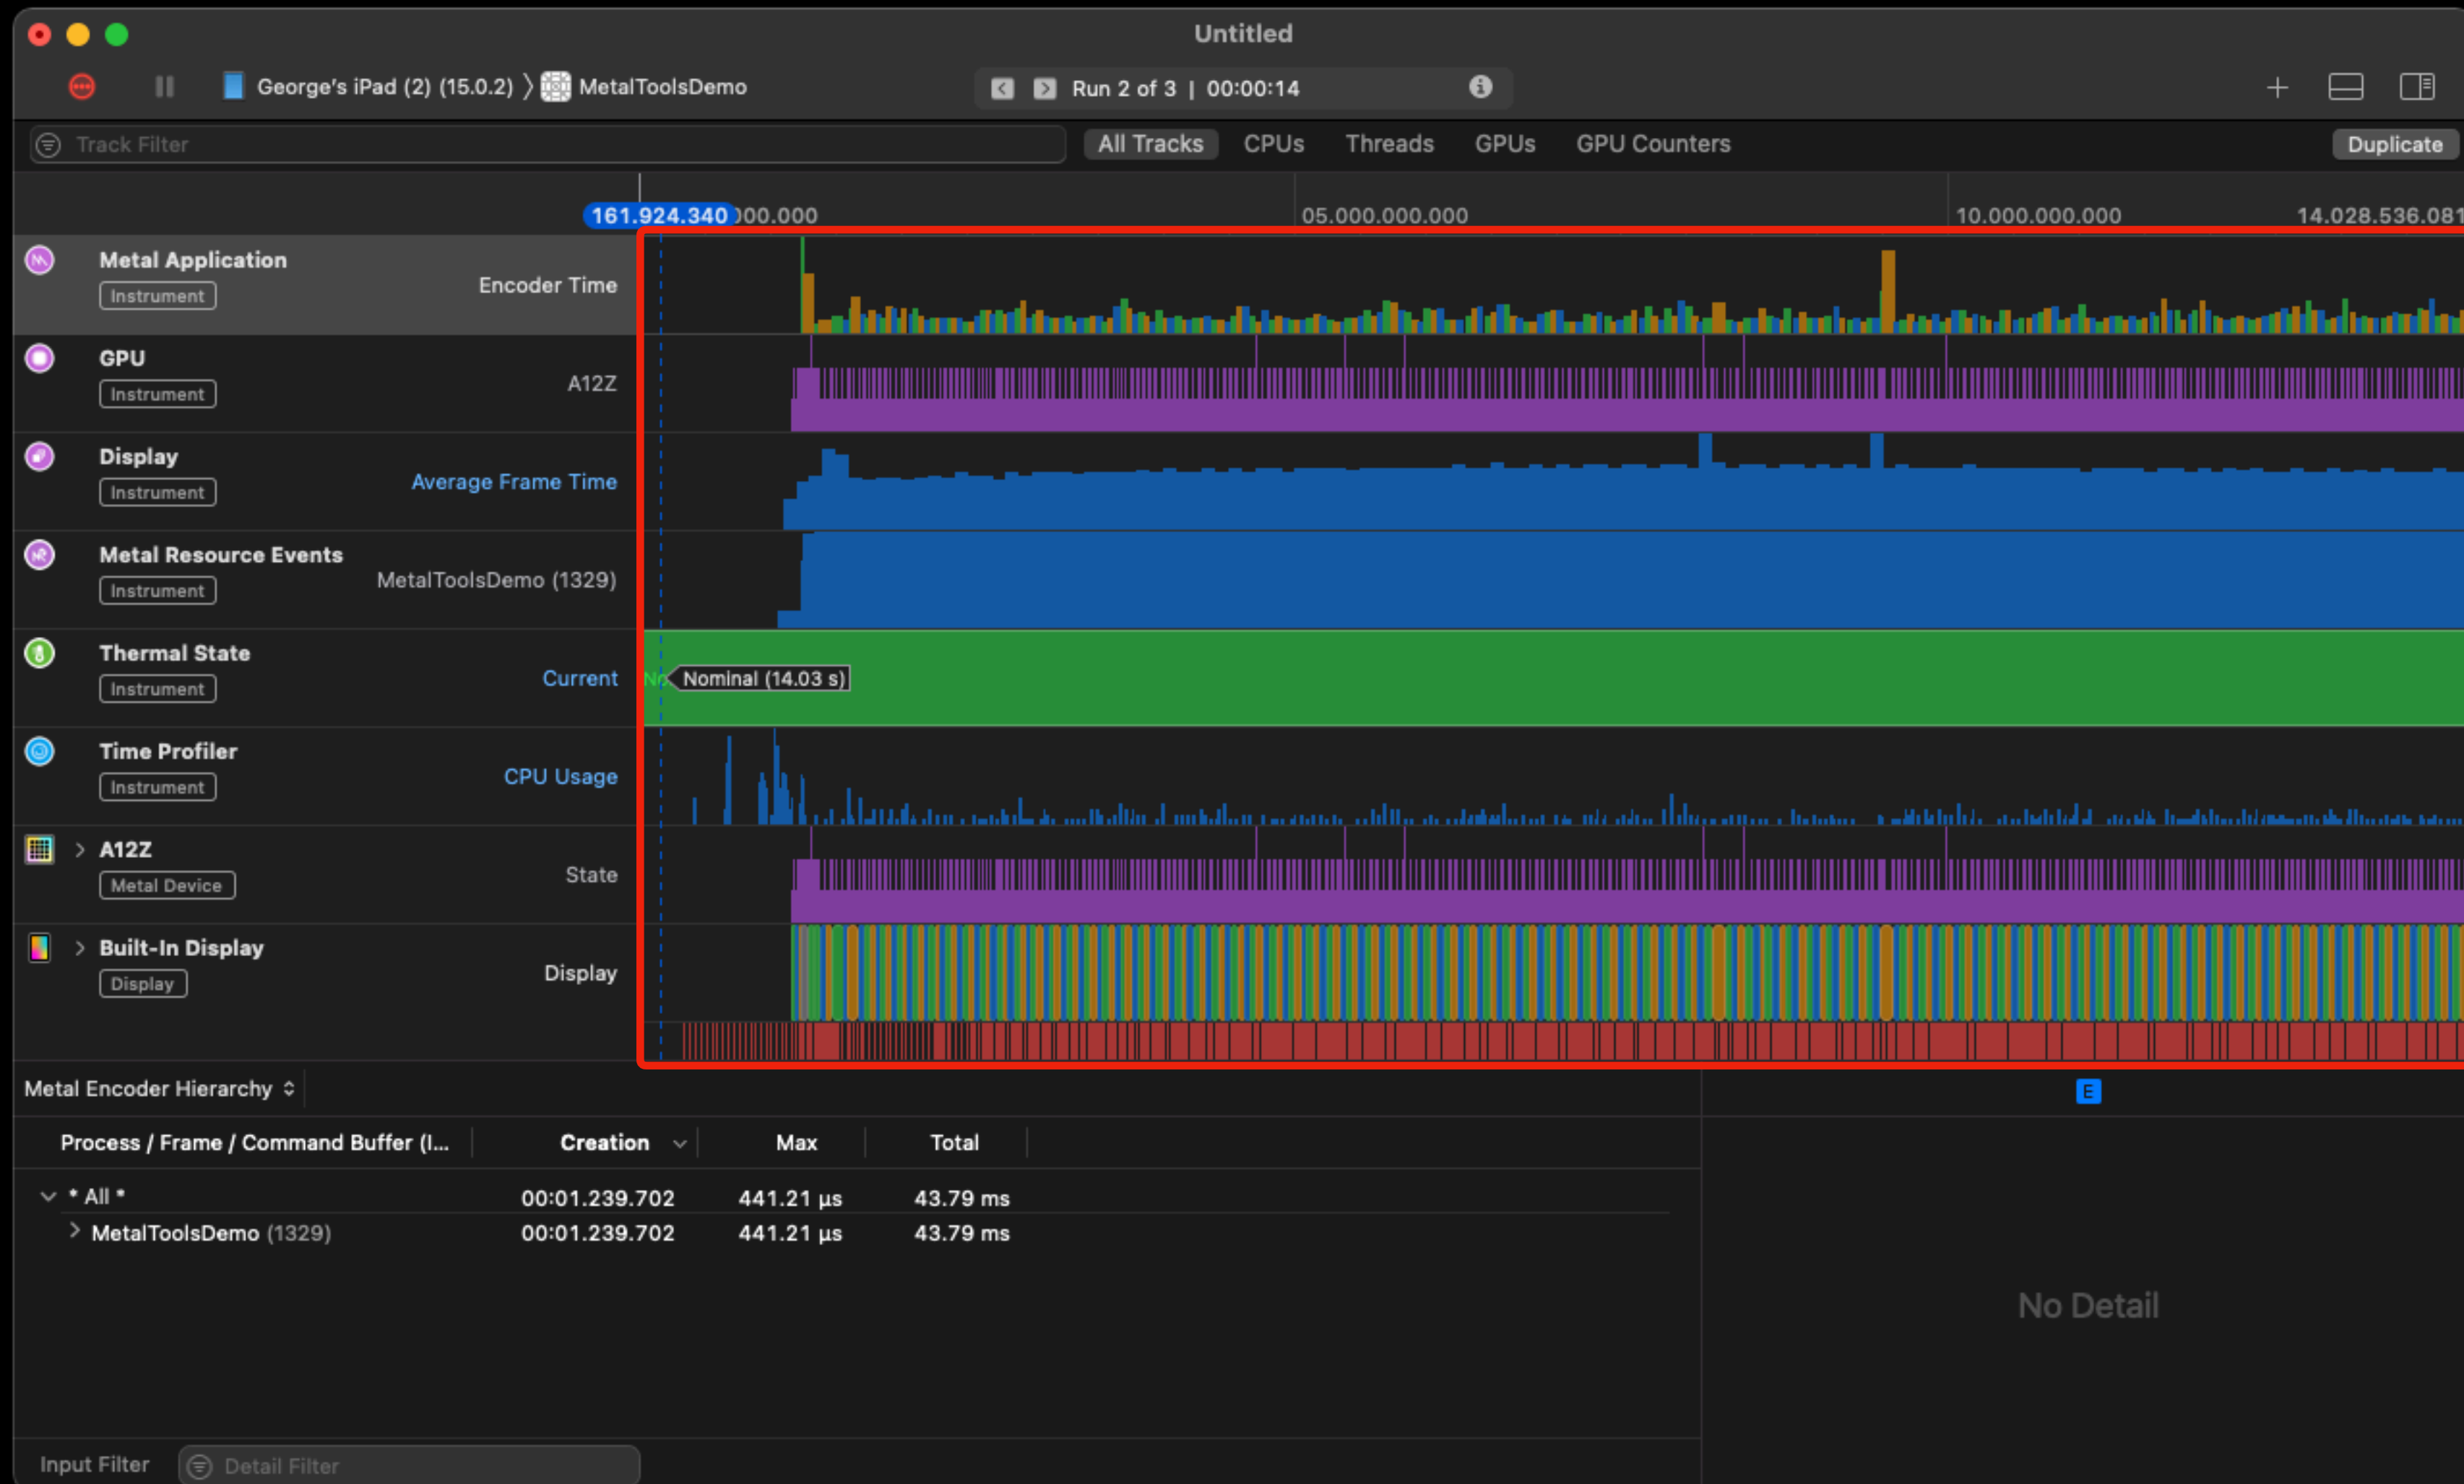 Untitled
George's iPad (2) (15.0.2) 〉 MetalToolsDemo
Run 2 of 3 | 00:00:14
Track Filter
All Tracks CPUs Threads GPUs GPU Counters
Duplicate
161.924.340 000.000 05.000.000.000 10.000.000.000 14.028.536.081
Metal Application
Instrument
Encoder Time
GPU
Instrument
A12Z
Display
Instrument
Average Frame Time
Metal Resource Events
Instrument
MetalToolsDemo (1329)
Thermal State
Instrument
Current
Nominal (14.03 s)
Time Profiler
Instrument
CPU Usage
A12Z
Metal Device
State
Built-In Display
Display
Display
Metal Encoder Hierarchy
E
Process / Frame / Command Buffer (I... Creation Max Total
* All * 00:01.239.702 441.21 µs 43.79 ms
MetalToolsDemo (1329) 00:01.239.702 441.21 µs 43.79 ms
No Detail
Input Filter Detail Filter